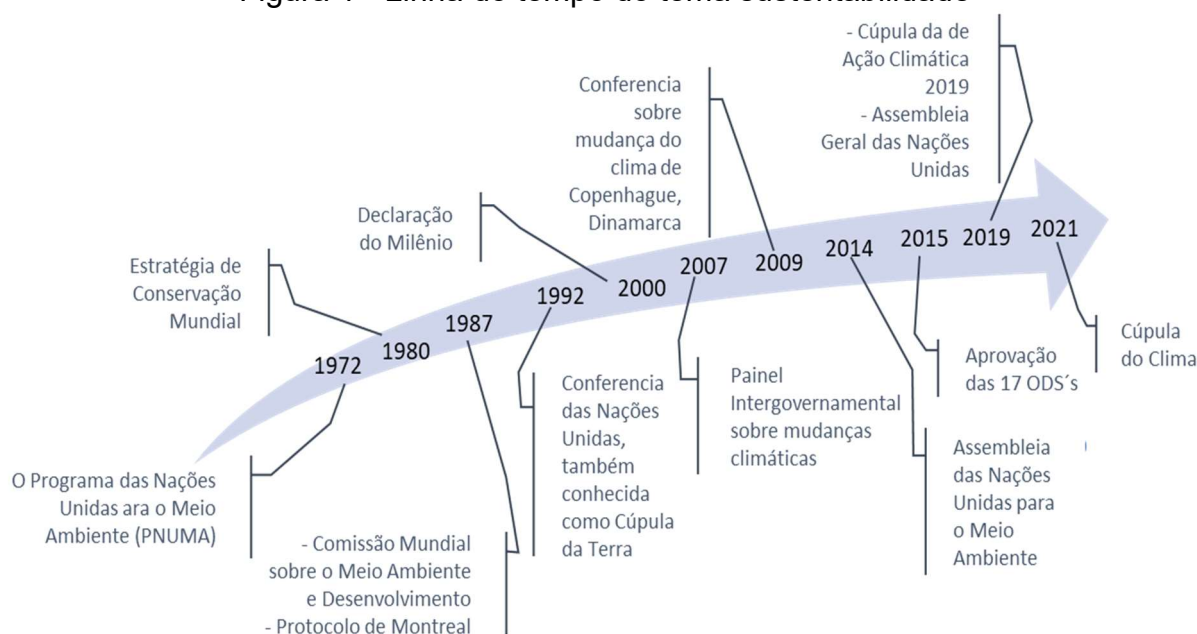 Figura 1 - Linha do tempo do tema sustentabilidade
- Cúpula da de
Ação Climática
2019
- Assembleia
Geral das Nações
Unidas
Conferencia
sobre
mudança do
clima de
Copenhague,
Dinamarca
Declaração
do Milênio
Estratégia de
Conservação
Mundial
1972
1980
1987
1992
2000
2007
2009
2014
2015
2019
2021
O Programa das Nações
Unidas ara o Meio
Ambiente (PNUMA)
- Comissão Mundial
sobre o Meio Ambiente
e Desenvolvimento
- Protocolo de Montreal
Conferencia
das Nações
Unidas,
também
conhecida
como Cúpula
da Terra
Painel
Intergovernamental
sobre mudanças
climáticas
Assembleia
das Nações
Unidas para
o Meio
Ambiente
Aprovação
das 17 ODS´s
Cúpula
do Clima